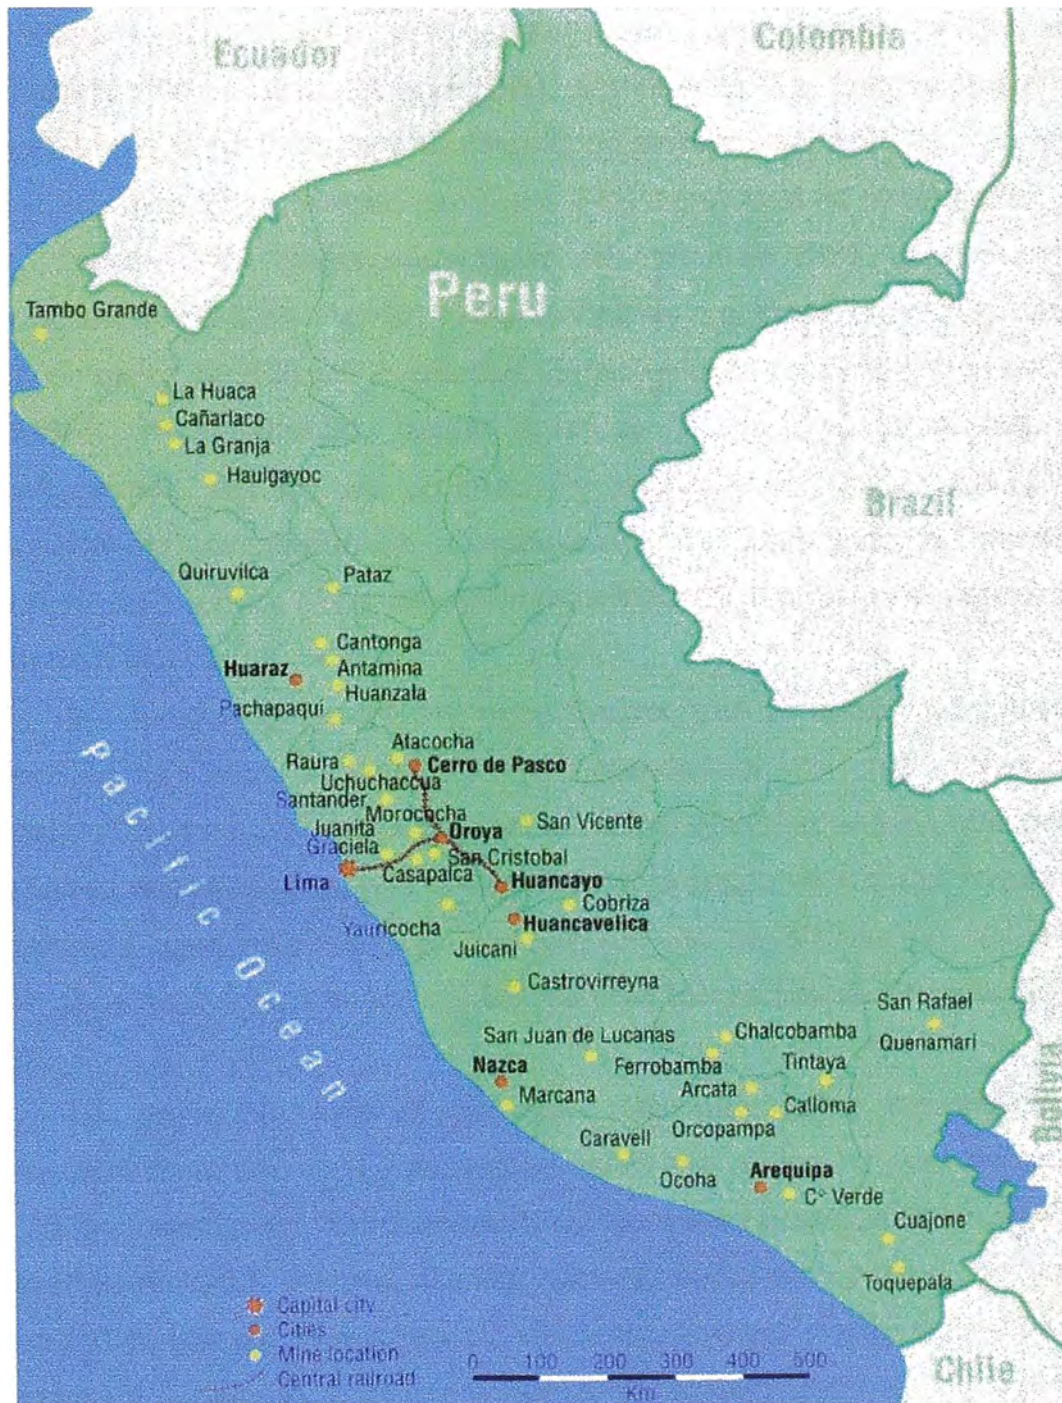 Ecuador
Colombia
Peru
Tambo Grande
La Huaca
Cañarlaco
La Granja
Haulgayoc
Brazil
Quiruvilca
Pataz
Cantonga
Huaraz
Antamina
Huanzala
Pachapaqui
Atacocha
Raura
Cerro de Pasco
Uchuchaccua
Santander
Morococha
Juanita
Oroya
San Vicente
Graciela
San Cristobal
Lima
Casapalca
Huancayo
Cobriza
Yauricocha
Huancavelica
Juicani
Castrovirreyna
Pacific Ocean
San Rafael
San Juan de Lucanas
Chalcobamba
Quenamari
Nazca
Ferrobamba
Tintaya
Marcana
Arcata
Calloma
Bolivia
Caravell
Orcopampa
Ocoha
Arequipa
C° Verde
Cuajone
Toquepala
Capital city
Cities
Mine location
Central railroad
0 100 200 300 400 500
Km
Chile